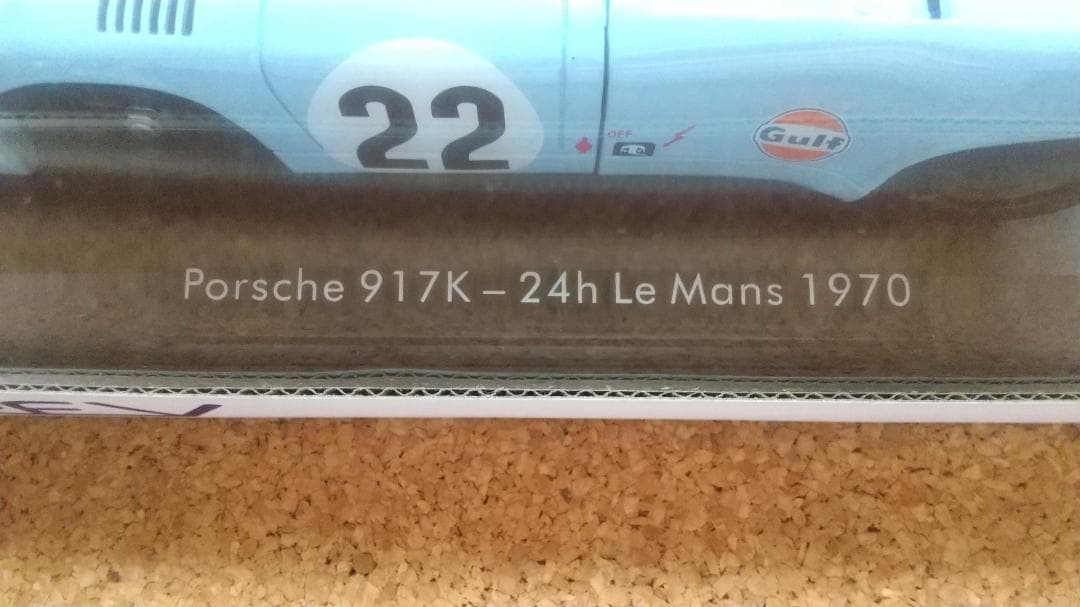 22
OFF
Gulf
Porsche 917K – 24h Le Mans 1970